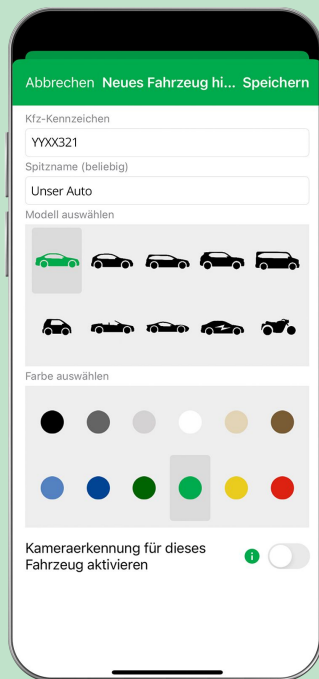 Abbrechen Neues Fahrzeug hi... Speichern
Kfz-Kennzeichen
YYXX321
Spitzname (beliebig)
Unser Auto
Modell auswählen
Farbe auswählen
Kameraerkennung für dieses
Fahrzeug aktivieren
i